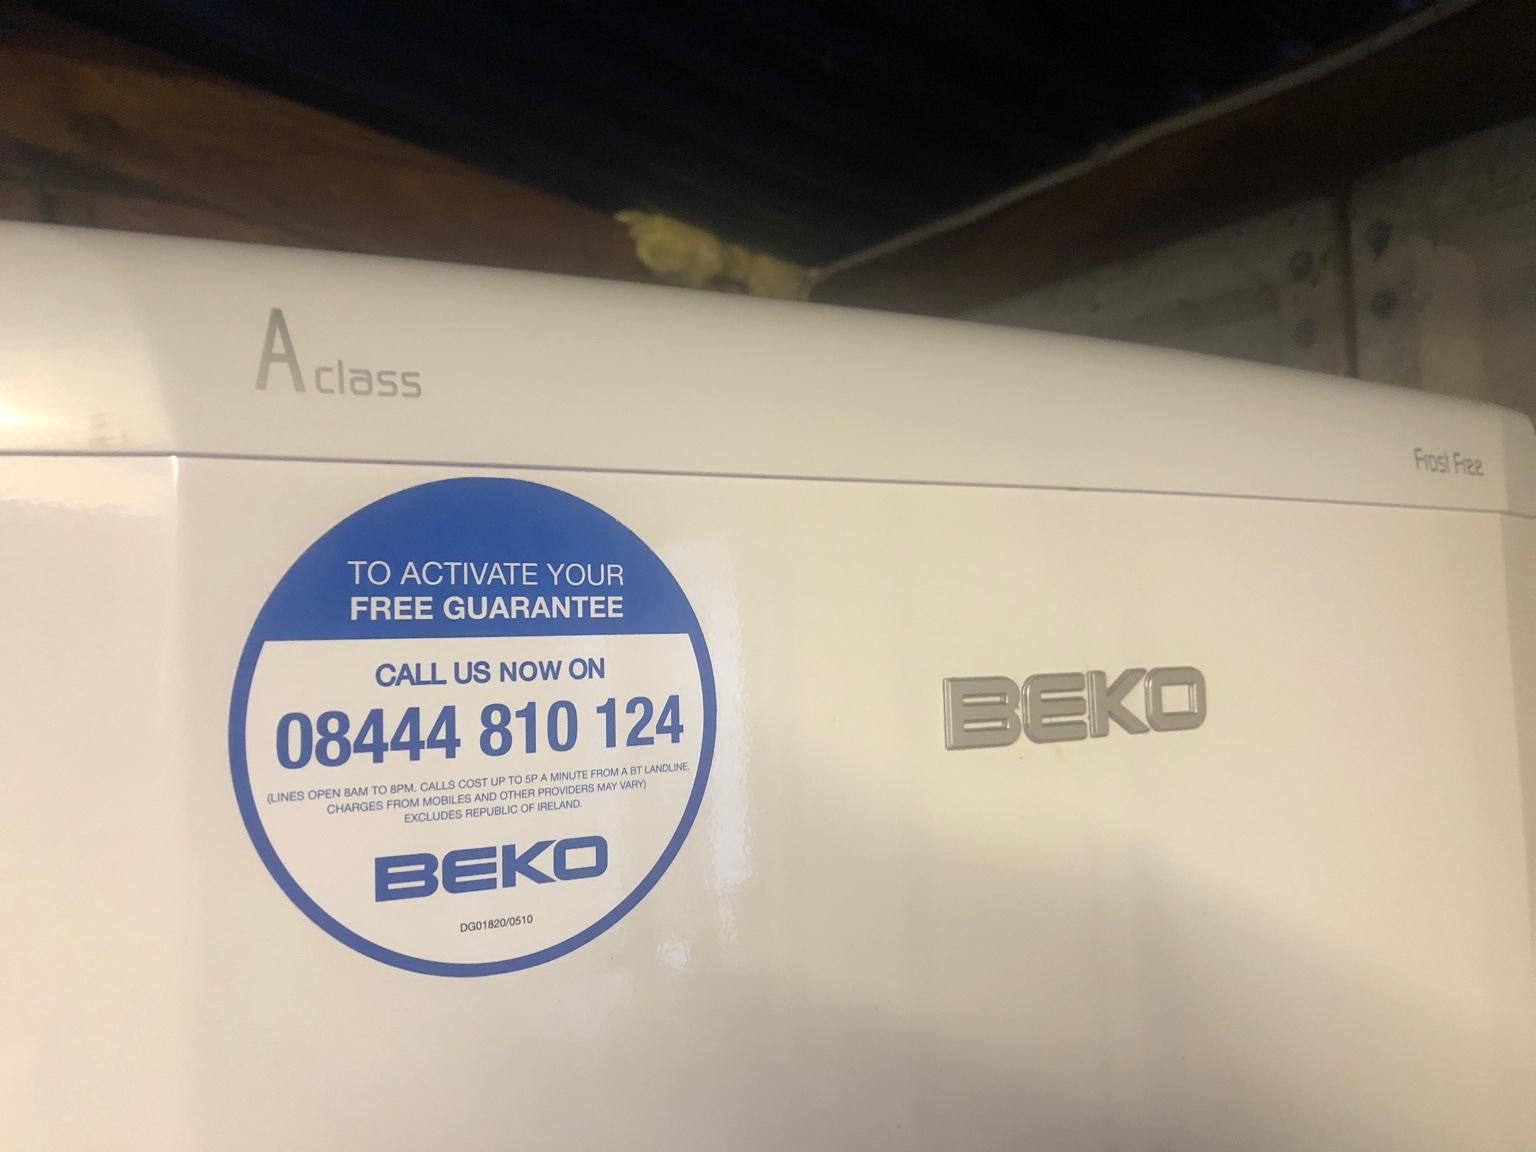 A class
Frost Free
TO ACTIVATE YOUR
FREE GUARANTEE
CALL US NOW ON
08444 810 124
(LINES OPEN 8AM TO 8PM. CALLS COST UP TO 5P A MINUTE FROM A BT LANDLINE.
CHARGES FROM MOBILES AND OTHER PROVIDERS MAY VARY)
EXCLUDES REPUBLIC OF IRELAND.
BEKO
DG01820/0510
BEKO